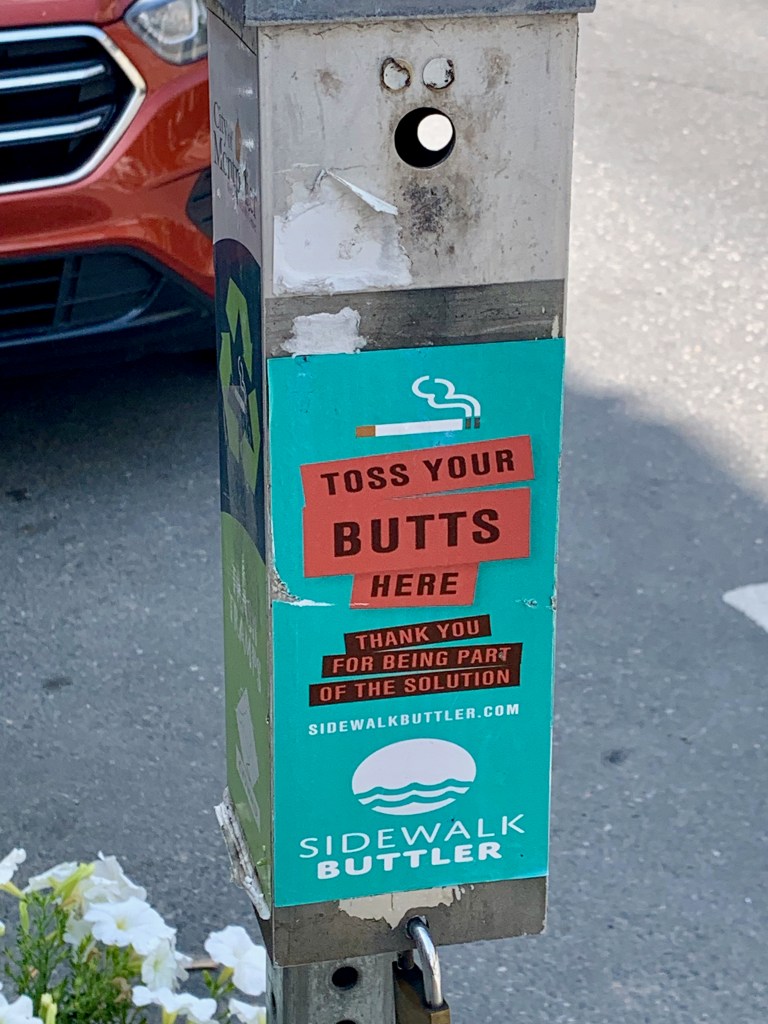 TOSS YOUR
BUTTS
HERE
THANK YOU
FOR BEING PART
OF THE SOLUTION
SIDEWALKBUTTLER.COM
SIDEWALK
BUTTLER